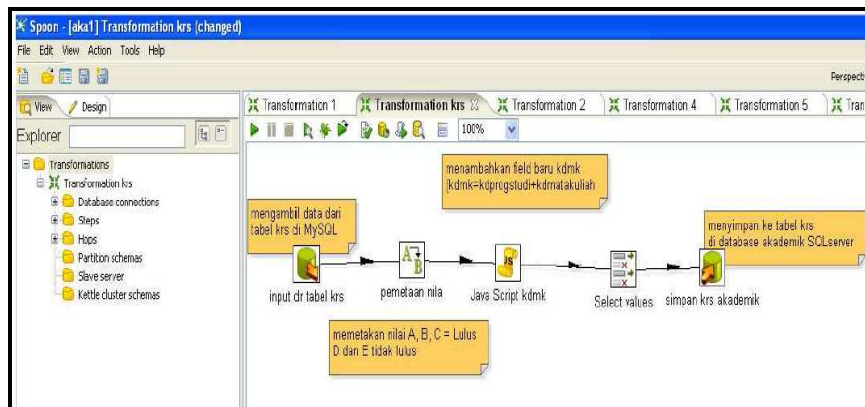 Spoon - [aka1] Transformation krs (changed)
File Edit View Action Tools Help
Perspecti
View Design
Transformation 1 Transformation krs Transformation 2 Transformation 4 Transformation 5 Tran
Explorer
100%
Transformations
Transformation krs
Database connections
Steps
Hops
Partition schemas
Slave server
Kettle cluster schemas
menambahkan field baru kdmk
[kdmk=kdprogstudi+kdmatakuliah
mengambil data dari
tabel krs di MySQL
menyimpan ke tabel krs
di database akademik SQLserver
input dr tabel krs
pemetaan nila
Java Script kdmk
Select values
simpan krs akademik
memetakan nilai A, B, C = Lulus
D dan E tidak lulus